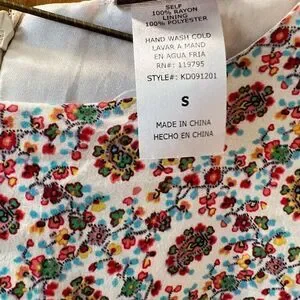 SELF
100% RAYON
LINING
100% POLYESTER
HAND WASH COLD
LAVAR A MAND
EN AGUA FRIA
RN#: 119795
STYLE#: KD091201
S
MADE IN CHINA
HECHO EN CHINA